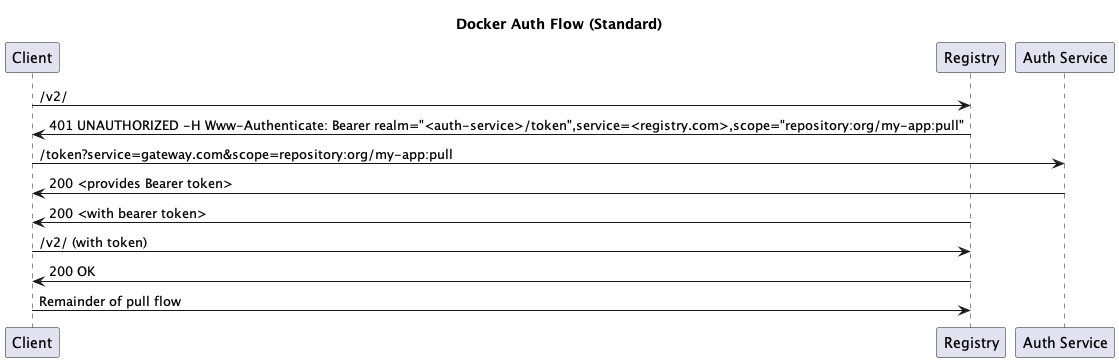 Docker Auth Flow (Standard)
Client Registry Auth Service
/v2/
401 UNAUTHORIZED -H Www-Authenticate: Bearer realm="<auth-service>/token",service=<registry.com>,scope="repository:org/my-app:pull"
/token?service=gateway.com&scope=repository:org/my-app:pull
200 <provides Bearer token>
200 <with bearer token>
/v2/ (with token)
200 OK
Remainder of pull flow
Client Registry Auth Service